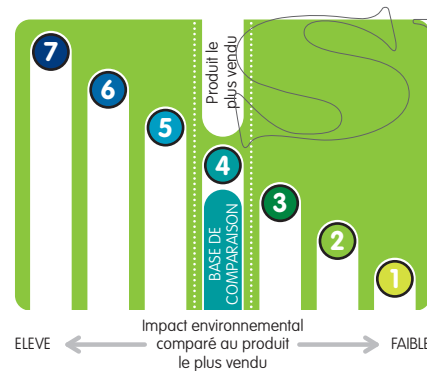 7
6
5
Produit le
plus vendu
4
BASE DE
COMPARAISON
3
2
1
ELEVE
Impact environnemental
comparé au produit
le plus vendu
FAIBLE